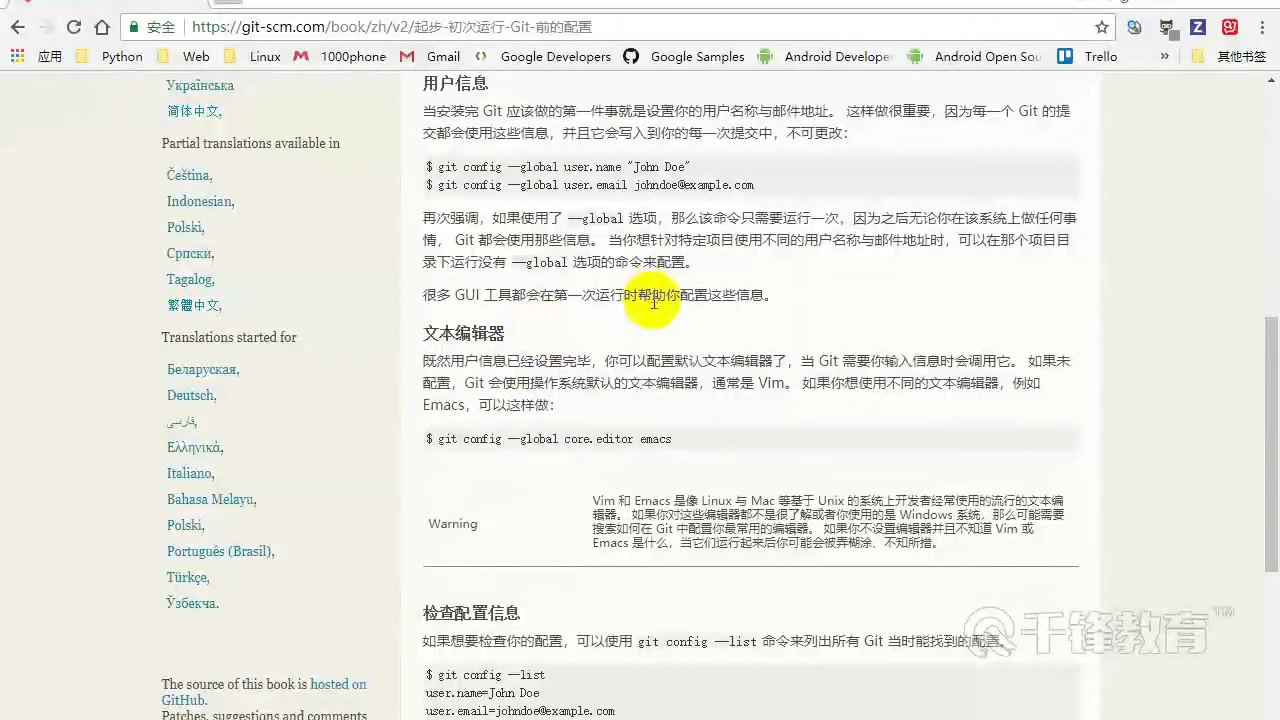 安全 https://git-scm.com/book/zh/v2/起步-初次运行-Git-前的配置
应用 Python Web Linux 1000phone Gmail Google Developers Google Samples Android Develope Android Open Sou Trello » 其他书签
Українська
简体中文,
Partial translations available in
Čeština,
Indonesian,
Polski,
Српски,
Tagalog,
繁體中文,
Translations started for
Беларуская,
Deutsch,
فارسی,
Ελληνικά,
Italiano,
Bahasa Melayu,
Polski,
Português (Brasil),
Türkçe,
Ўзбекча.
The source of this book is hosted on
GitHub.
Patches, suggestions and comments
用户信息
当安装完 Git 应该做的第一件事就是设置你的用户名称与邮件地址。 这样做很重要，因为每一个 Git 的提
交都会使用这些信息，并且它会写入到你的每一次提交中，不可更改：
$ git config --global user.name "John Doe"
$ git config --global user.email johndoe@example.com
再次强调，如果使用了 --global 选项，那么该命令只需要运行一次，因为之后无论你在该系统上做任何事
情， Git 都会使用那些信息。 当你想针对特定项目使用不同的用户名称与邮件地址时，可以在那个项目目
录下运行没有 --global 选项的命令来配置。
很多 GUI 工具都会在第一次运行时帮助你配置这些信息。
文本编辑器
既然用户信息已经设置完毕，你可以配置默认文本编辑器了，当 Git 需要你输入信息时会调用它。 如果未
配置，Git 会使用操作系统默认的文本编辑器，通常是 Vim。 如果你想使用不同的文本编辑器，例如
Emacs，可以这样做：
$ git config --global core.editor emacs
Warning
Vim 和 Emacs 是像 Linux 与 Mac 等基于 Unix 的系统上开发者经常使用的流行的文本编
辑器。 如果你对这些编辑器都不是很了解或者你使用的是 Windows 系统，那么可能需要
搜索如何在 Git 中配置你最常用的编辑器。 如果你不设置编辑器并且不知道 Vim 或
Emacs 是什么，当它们运行起来后你可能会被弄糊涂、不知所措。
检查配置信息
如果想要检查你的配置，可以使用 git config --list 命令来列出所有 Git 当时能找到的配置。
$ git config --list
user.name=John Doe
user.email=johndoe@example.com
千锋教育™